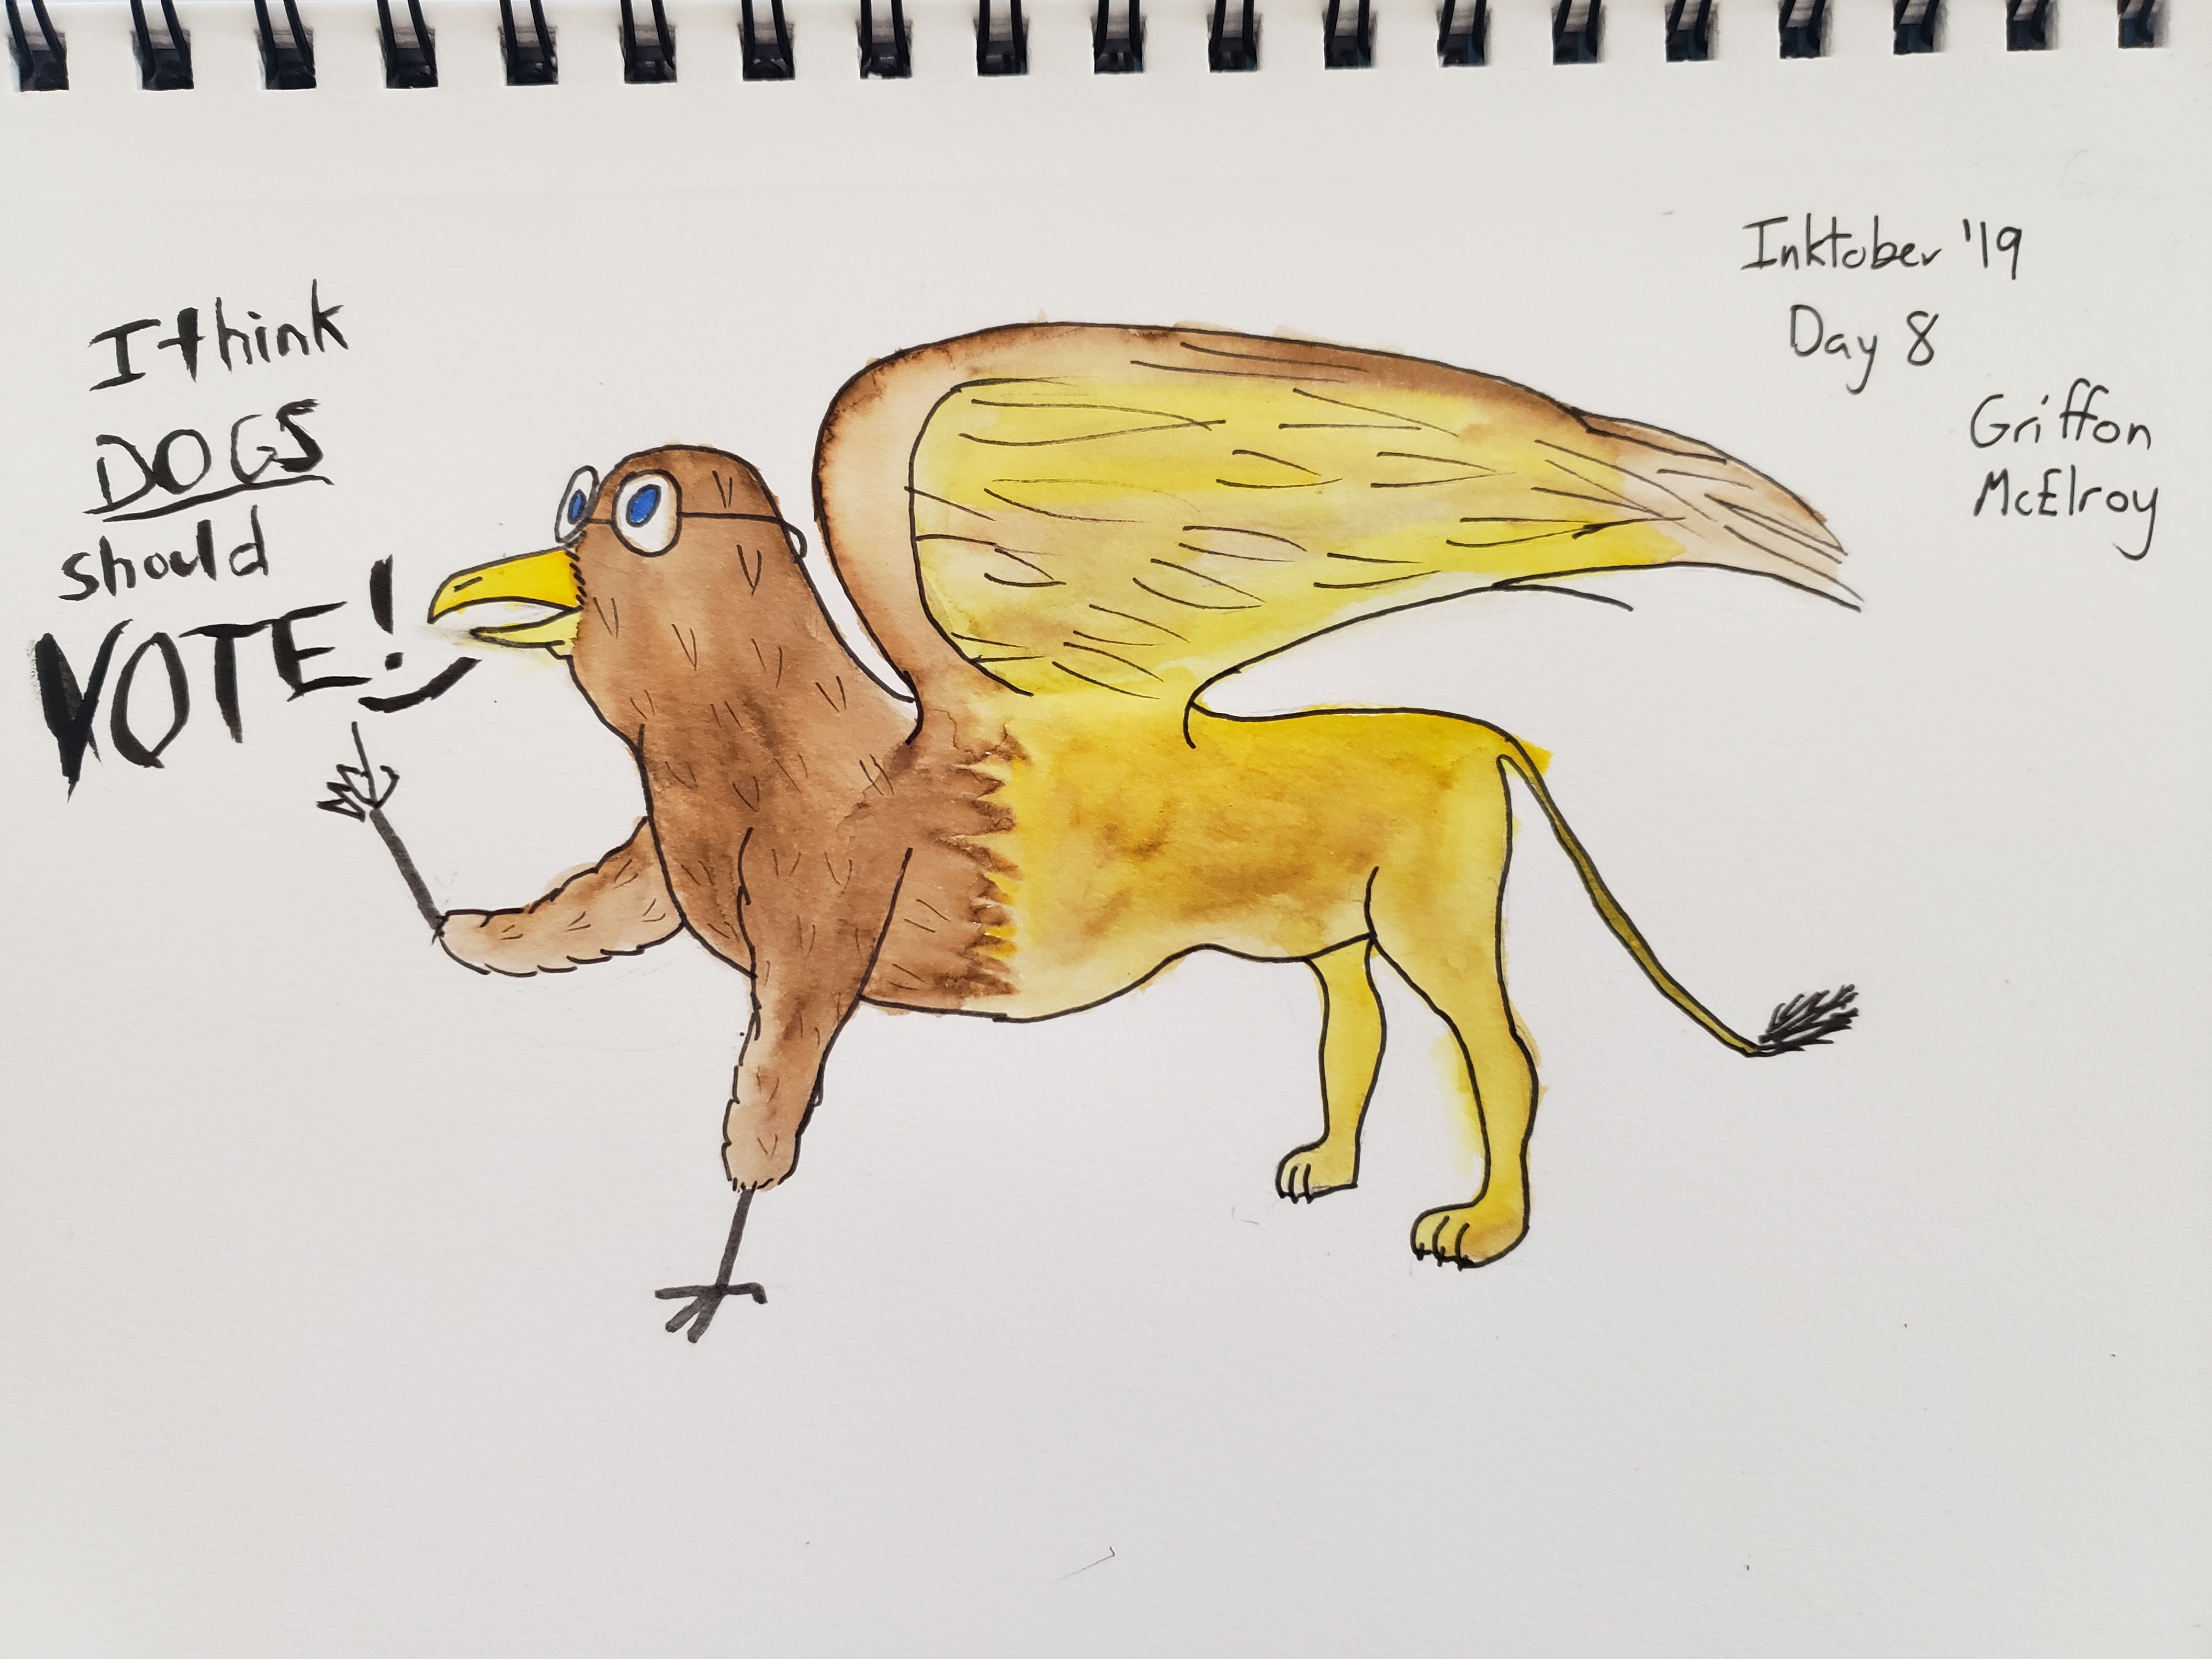 I think
DOGS
should
VOTE!
Inktober '19
Day 8
Griffon
McElroy